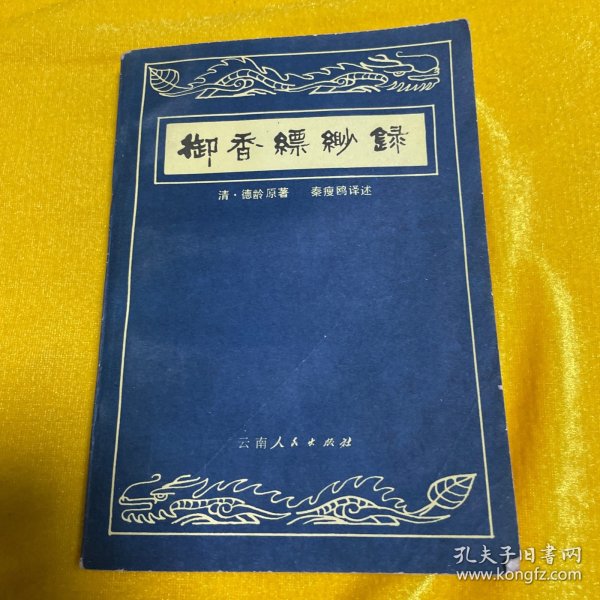 御香縹緲録
清·德龄原著 秦瘦鸥译述
云南人民出版社
孔夫子旧书网
www.kongfz.com